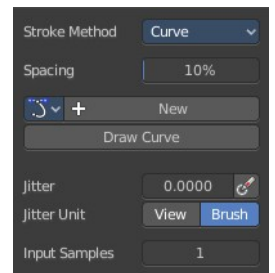 Stroke Method Curve
Spacing 10%
New
Draw Curve
Jitter 0.0000
Jitter Unit View Brush
Input Samples 1